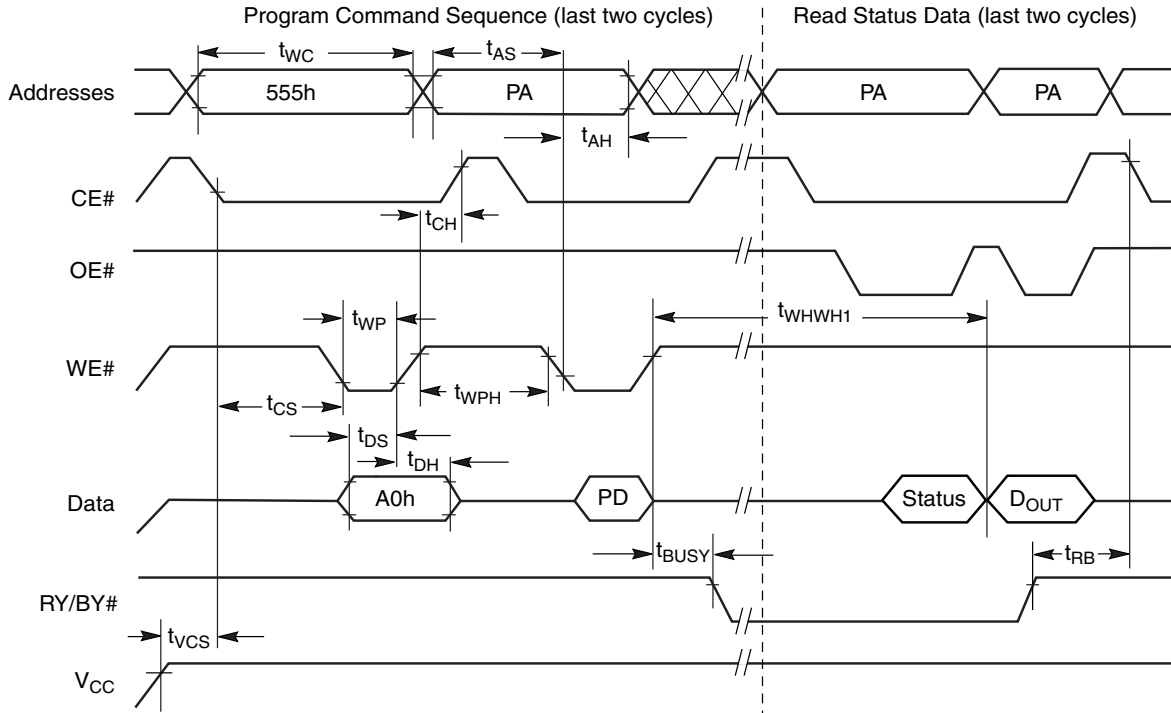 Program Command Sequence (last two cycles)
Read Status Data (last two cycles)
tWC
tAS
Addresses
555h
PA
PA
PA
tAH
CE#
tCH
OE#
tWP
tWHWH1
WE#
tCS
tWPH
tDS
tDH
Data
A0h
PD
Status
DOUT
tBUSY
tRB
RY/BY#
tVCS
VCC